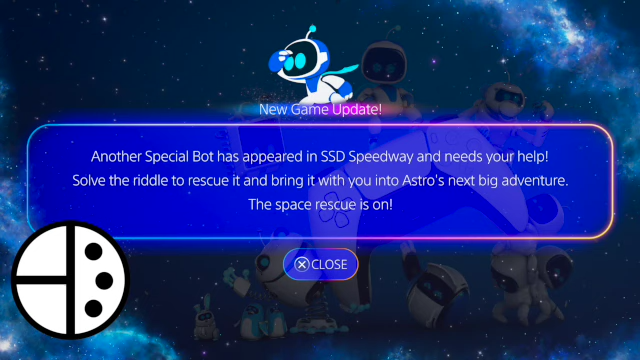 New Game Update!
Another Special Bot has appeared in SSD Speedway and needs your help!
Solve the riddle to rescue it and bring it with you into Astro's next big adventure.
The space rescue is on!
CLOSE